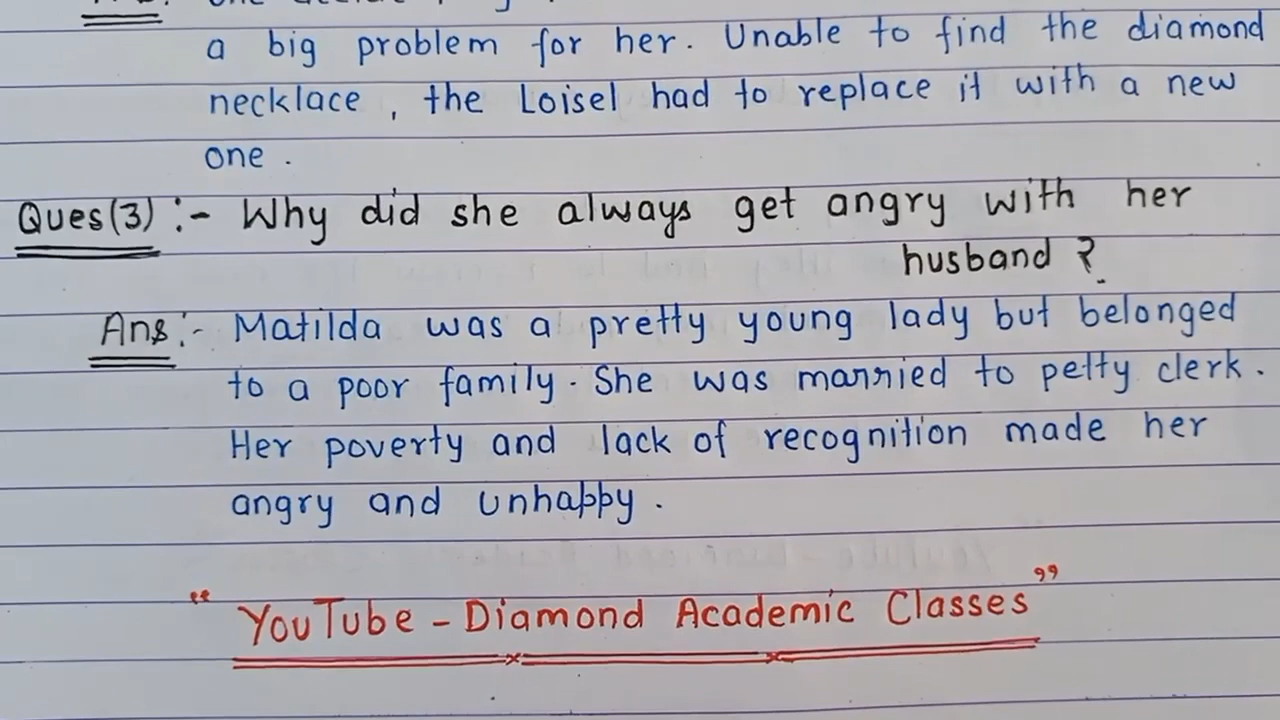 a big problem for her. Unable to find the diamond
necklace, the Loisel had to replace it with a new
one.
Ques(3) :- Why did she always get angry with her
husband ?
Ans :- Matilda was a pretty young lady but belonged
to a poor family. She was married to petty clerk.
Her poverty and lack of recognition made her
angry and unhappy.
"YouTube - Diamond Academic Classes"